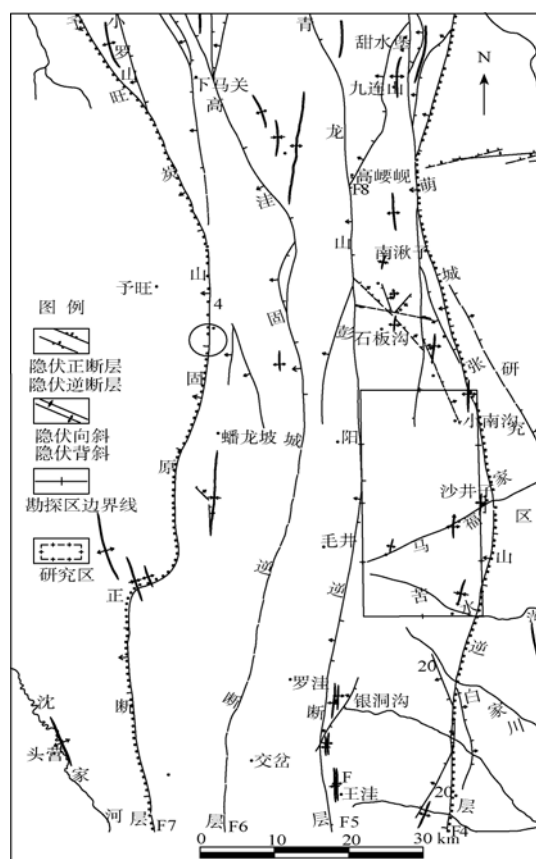 小罗山
青
甜水堡
N
下马关
九连山
高崾岘
F8
南湫子
予旺
4
石板沟
图 例
隐伏正断层
隐伏逆断层
隐伏向斜
隐伏背斜
勘探区边界线
研究区
蟠龙坡
小南沟
沙井子
毛井
马福
苦水
研究区
罗洼
银洞沟
20
白家川
沈家河
头营
交岔
F
王洼
20
旺炭山固原正断层
高洼固城逆断层
龙山彭阳逆断层
萌城张家山逆层
F7
F6
F5
F4
0 10 20 30 km